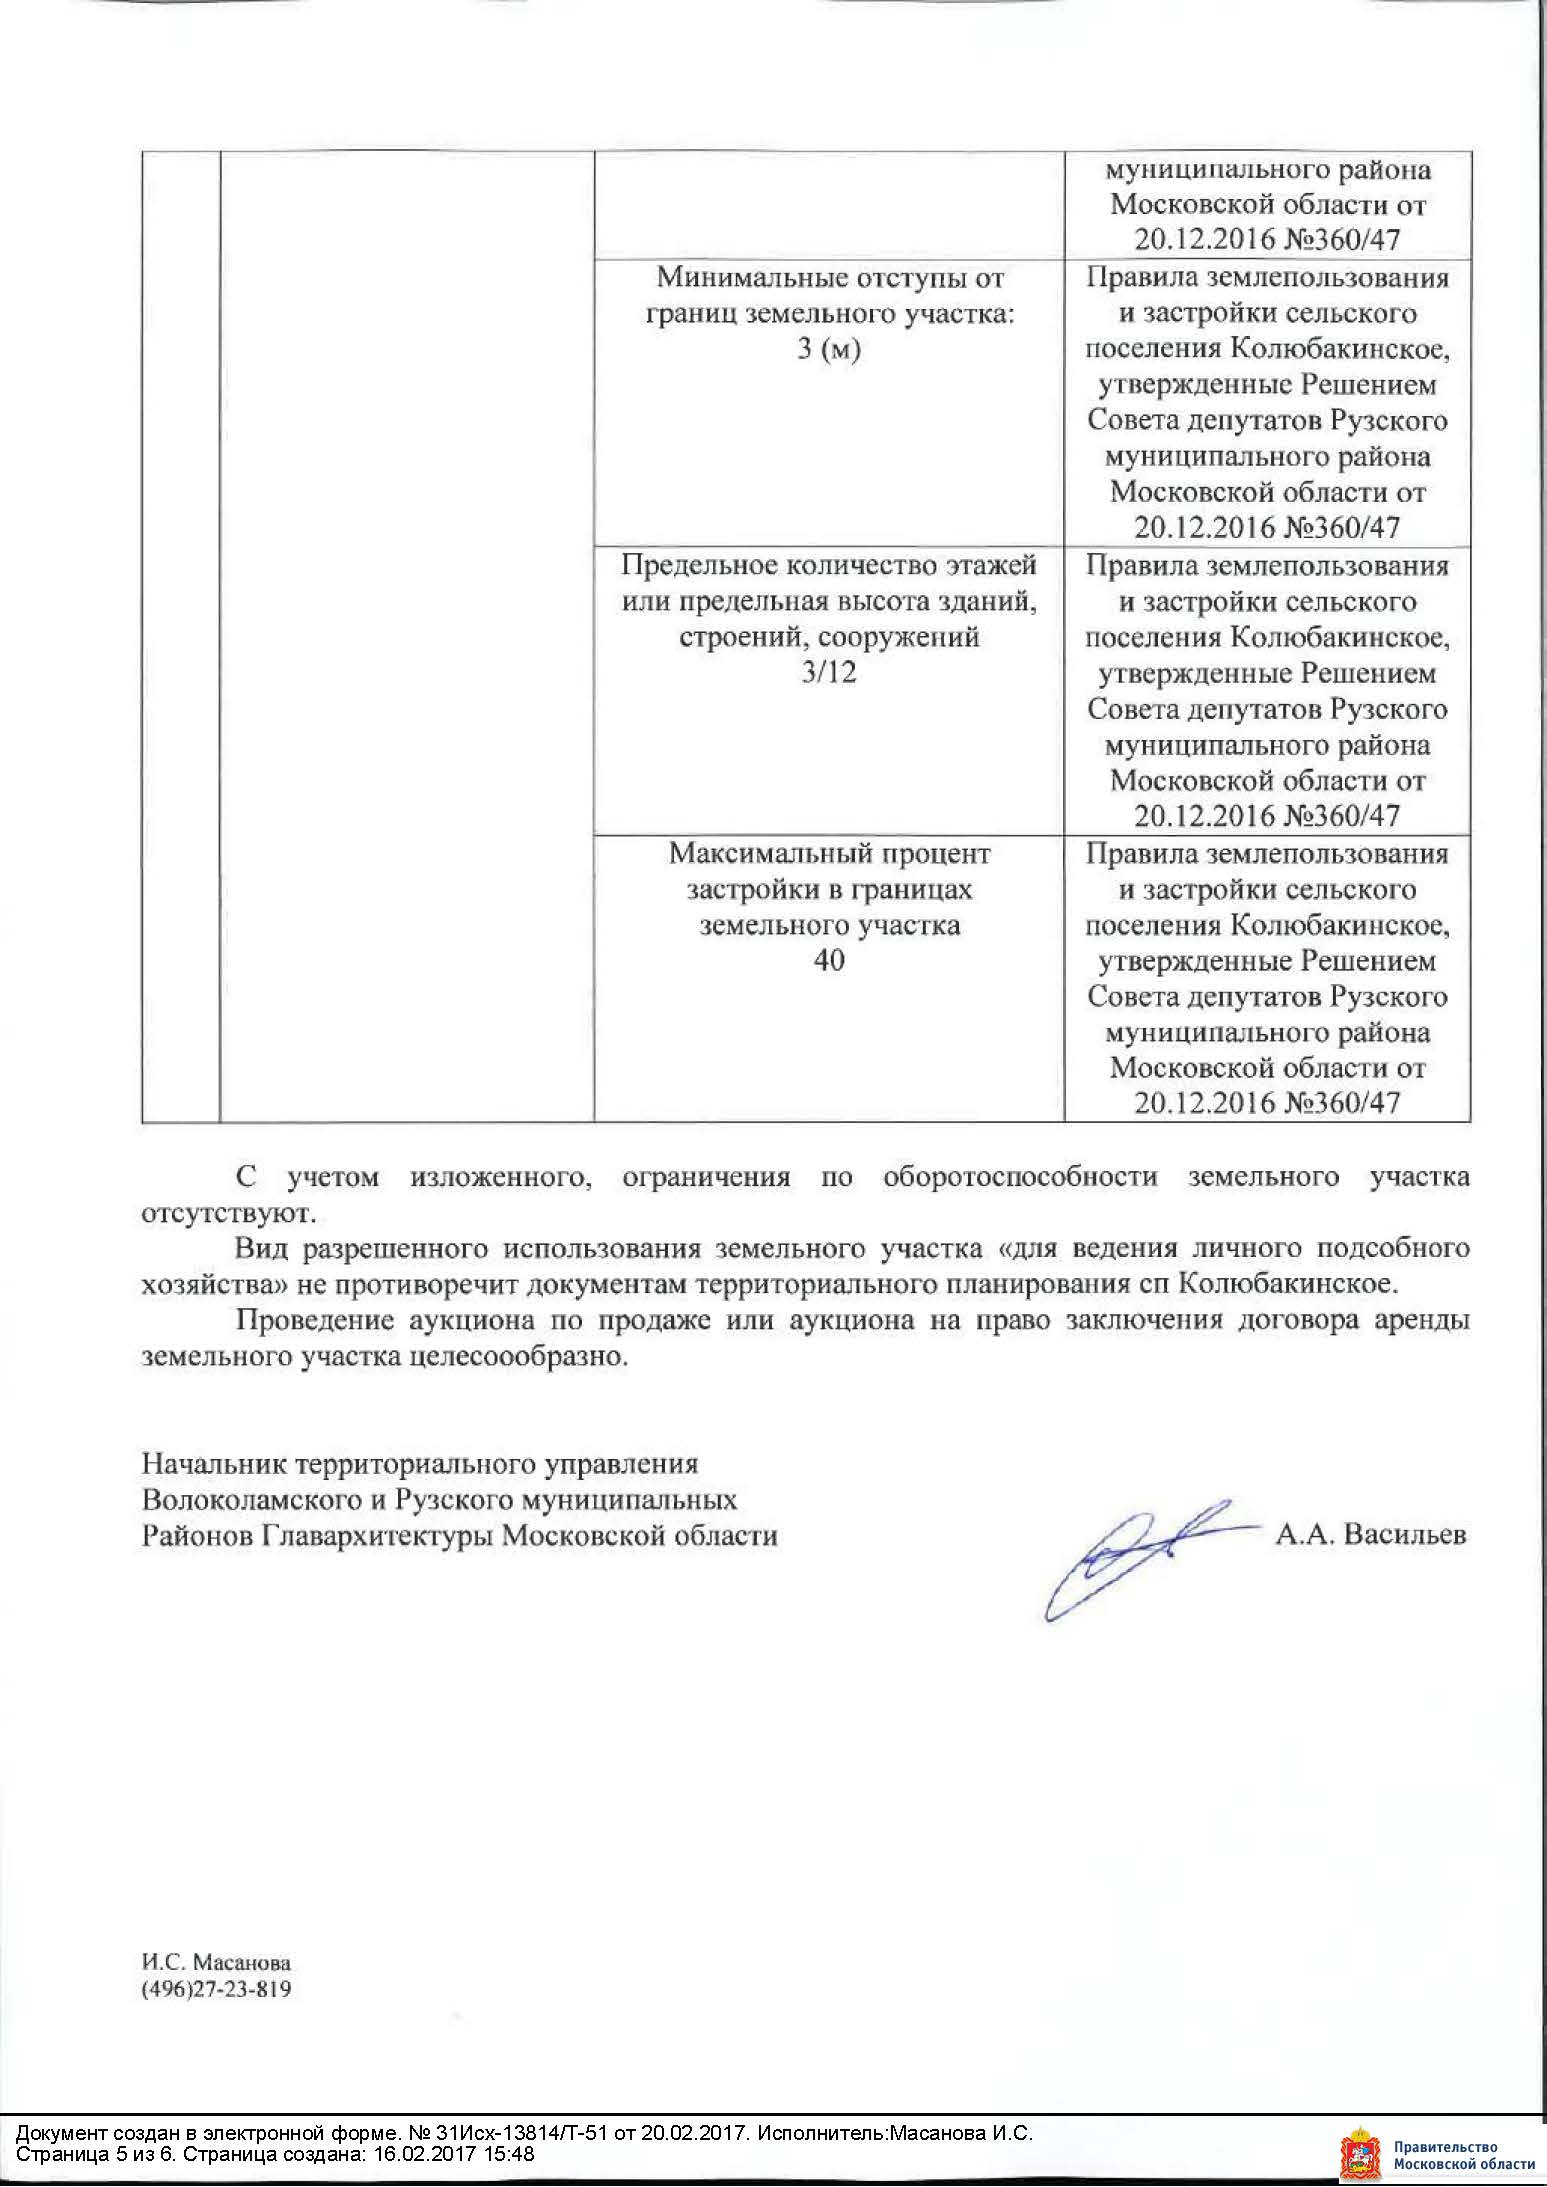 муниципального района
Московской области от
20.12.2016 №360/47
Минимальные отступы от
границ земельного участка:
3 (м)
Правила землепользования
и застройки сельского
поселения Колюбакинское,
утвержденные Решением
Совета депутатов Рузского
муниципального района
Московской области от
20.12.2016 №360/47
Предельное количество этажей
или предельная высота зданий,
строений, сооружений
3/12
Правила землепользования
и застройки сельского
поселения Колюбакинское,
утвержденные Решением
Совета депутатов Рузского
муниципального района
Московской области от
20.12.2016 №360/47
Максимальный процент
застройки в границах
земельного участка
40
Правила землепользования
и застройки сельского
поселения Колюбакинское,
утвержденные Решением
Совета депутатов Рузского
муниципального района
Московской области от
20.12.2016 №360/47
С учетом изложенного, ограничения по оборотоспособности земельного участка
отсутствуют.
Вид разрешенного использования земельного участка «для ведения личного подсобного
хозяйства» не противоречит документам территориального планирования сп Колюбакинское.
Проведение аукциона по продаже или аукциона на право заключения договора аренды
земельного участка целесоообразно.
Начальник территориального управления
Волоколамского и Рузского муниципальных
Районов Главархитектуры Московской области
А.А. Васильев
И.С. Масанова
(496)27-23-819
Документ создан в электронной форме. № 31Исх-13814/Т-51 от 20.02.2017. Исполнитель:Масанова И.С.
Страница 5 из 6. Страница создана: 16.02.2017 15:48
Правительство
Московской области